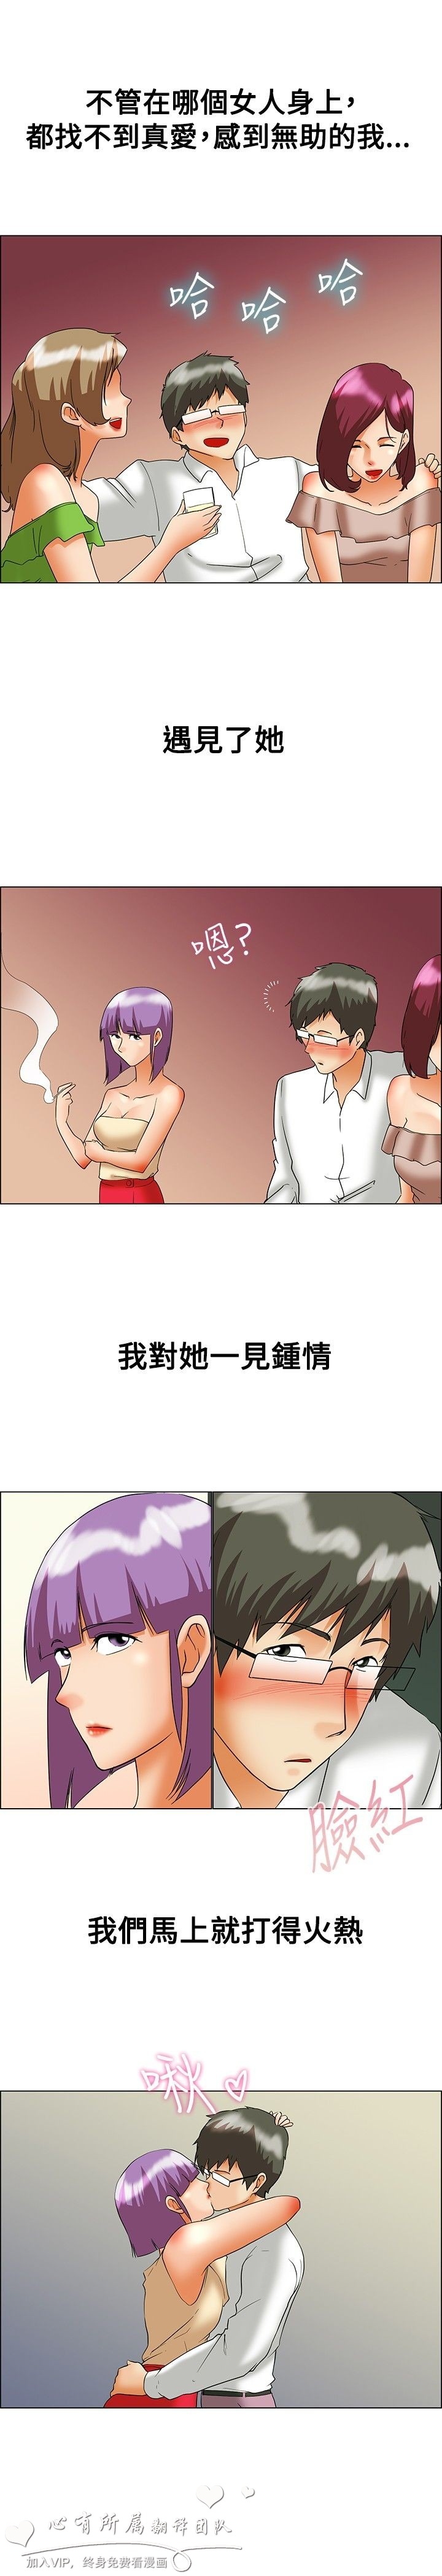 不管在哪個女人身上，
都找不到真愛，感到無助的我...
哈 哈 哈
遇見了她
嗯？
我對她一見鍾情
臉紅
我們馬上就打得火熱
啾♡
心有所属翻译团队
加入VIP，终身免费看漫画